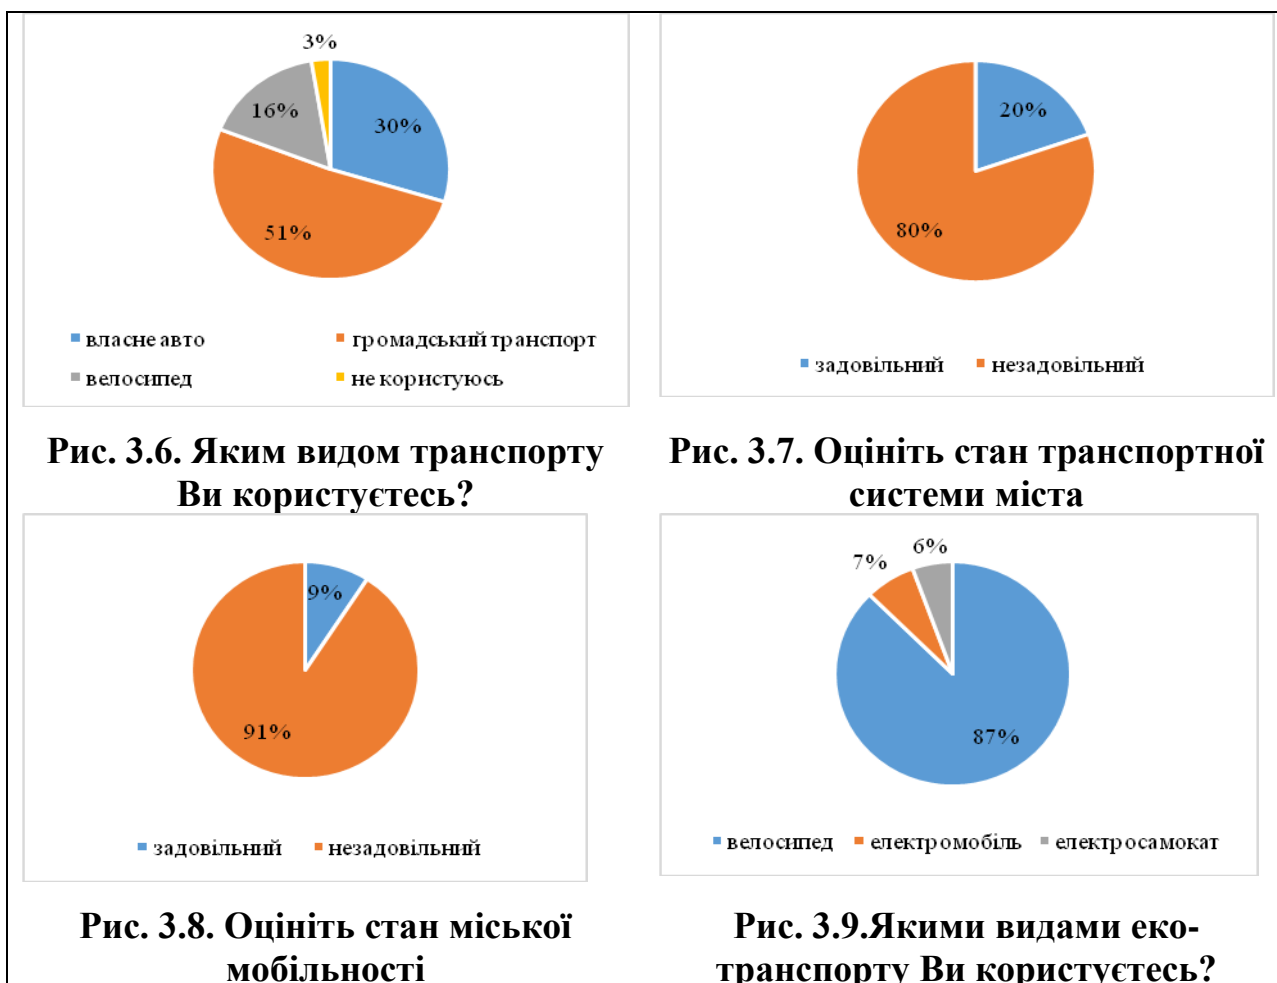 3%
16%
30%
51%
власне авто
громадський транспорт
велосипед
не користуюсь
Рис. 3.6. Яким видом транспорту
Ви користуєтесь?
20%
80%
задовільний
незадовільний
Рис. 3.7. Оцініть стан транспортної
системи міста
9%
91%
задовільний
незадовільний
Рис. 3.8. Оцініть стан міської
мобільності
6%
7%
87%
велосипед
електромобіль
електросамокат
Рис. 3.9.Якими видами еко-
транспорту Ви користуєтесь?